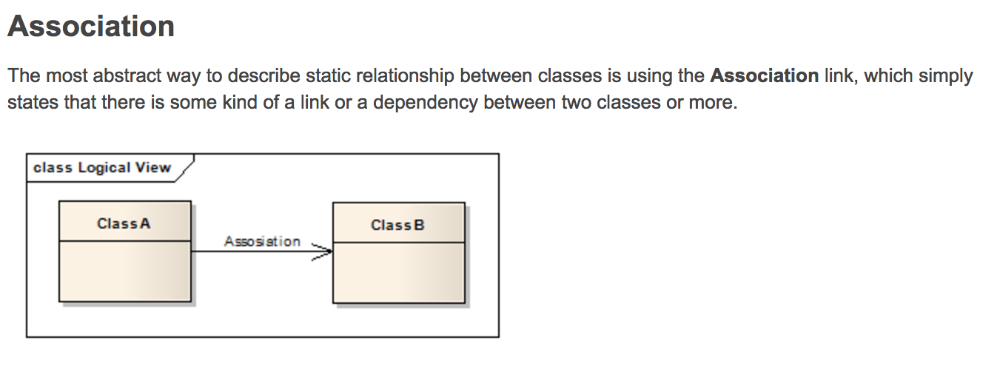 Association
The most abstract way to describe static relationship between classes is using the Association link, which simply
states that there is some kind of a link or a dependency between two classes or more.
class Logical View
ClassA
ClassB
Assosiation